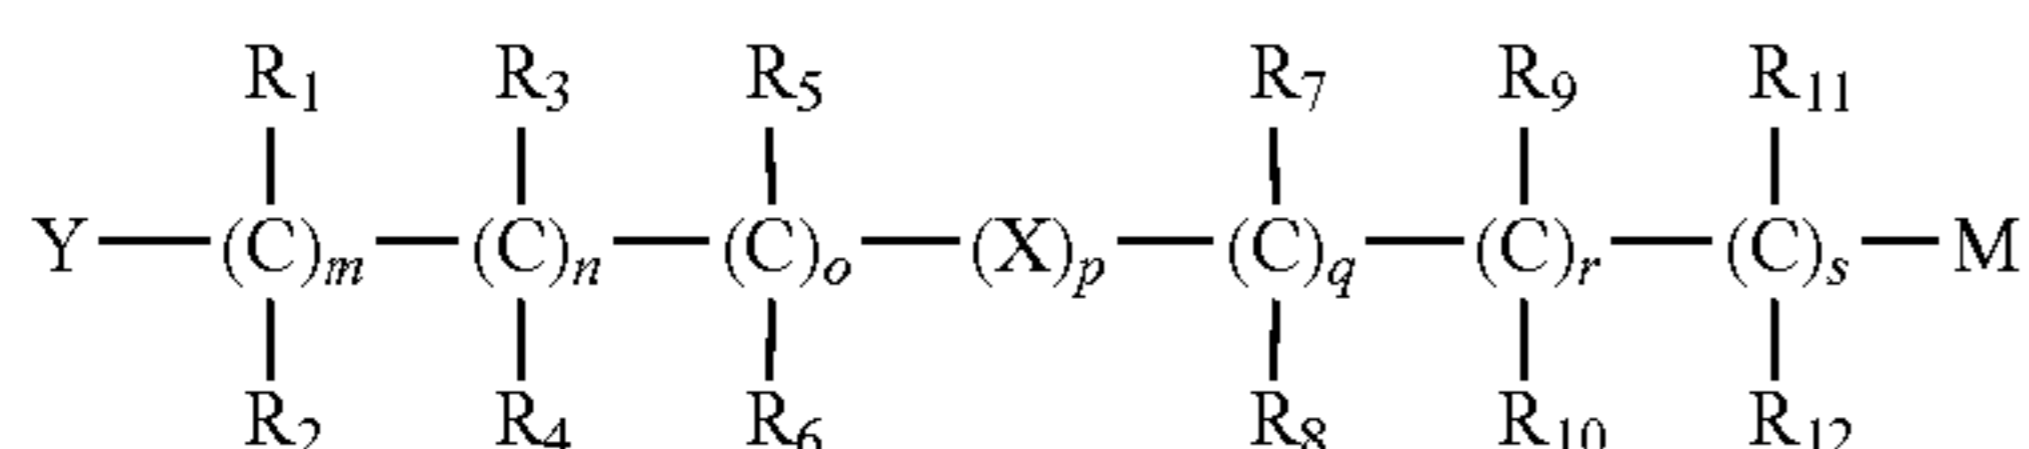 R₁ R₃ R₅ R₇ R₉ R₁₁
Y—(C)ₘ—(C)ₙ—(C)ₒ—(X)ₚ—(C)q—(C)ᵣ—(C)ₛ—M
R₂ R₄ R₆ R₈ R₁₀ R₁₂